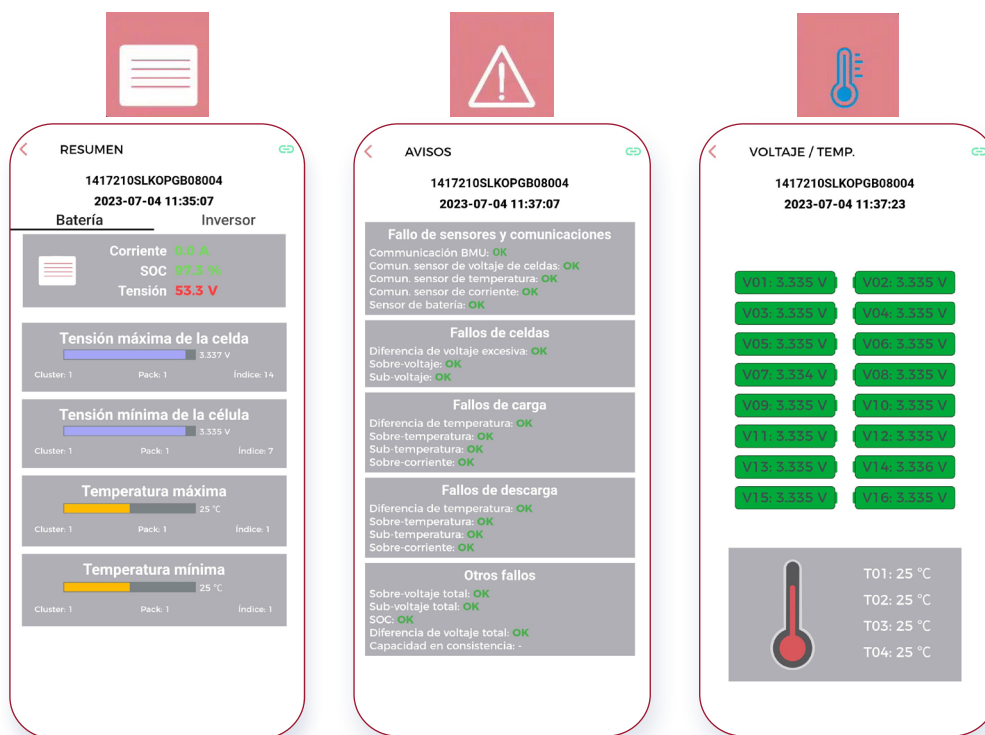 RESUMEN
1417210SLKOPGB08004
2023-07-04 11:35:07
Batería Inversor
Corriente 0.0 A
SOC 97.5 %
Tensión 53.3 V
Tensión máxima de la celda
3.337 V
Cluster: 1 Pack: 1 Índice: 14
Tensión mínima de la célula
3.335 V
Cluster: 1 Pack: 1 Índice: 7
Temperatura máxima
25 °C
Cluster: 1 Pack: 1 Índice: 1
Temperatura mínima
25 °C
Cluster: 1 Pack: 1 Índice: 1
AVISOS
1417210SLKOPGB08004
2023-07-04 11:37:07
Fallo de sensores y comunicaciones
Communicación BMU: OK
Comun. sensor de voltaje de celdas: OK
Comun. sensor de temperatura: OK
Comun. sensor de corriente: OK
Sensor de batería: OK
Fallos de celdas
Diferencia de voltaje excesiva: OK
Sobre-voltaje: OK
Sub-voltaje: OK
Fallos de carga
Diferencia de temperatura: OK
Sobre-temperatura: OK
Sub-temperatura: OK
Sobre-corriente: OK
Fallos de descarga
Diferencia de temperatura: OK
Sobre-temperatura: OK
Sub-temperatura: OK
Sobre-corriente: OK
Otros fallos
Sobre-voltaje total: OK
Sub-voltaje total: OK
SOC: OK
Diferencia de voltaje total: OK
Capacidad en consistencia: -
VOLTAJE / TEMP.
1417210SLKOPGB08004
2023-07-04 11:37:23
V01: 3.335 V V02: 3.335 V
V03: 3.335 V V04: 3.335 V
V05: 3.335 V V06: 3.335 V
V07: 3.334 V V08: 3.335 V
V09: 3.335 V V10: 3.335 V
V11: 3.335 V V12: 3.335 V
V13: 3.335 V V14: 3.336 V
V15: 3.335 V V16: 3.335 V
T01: 25 °C
T02: 25 °C
T03: 25 °C
T04: 25 °C